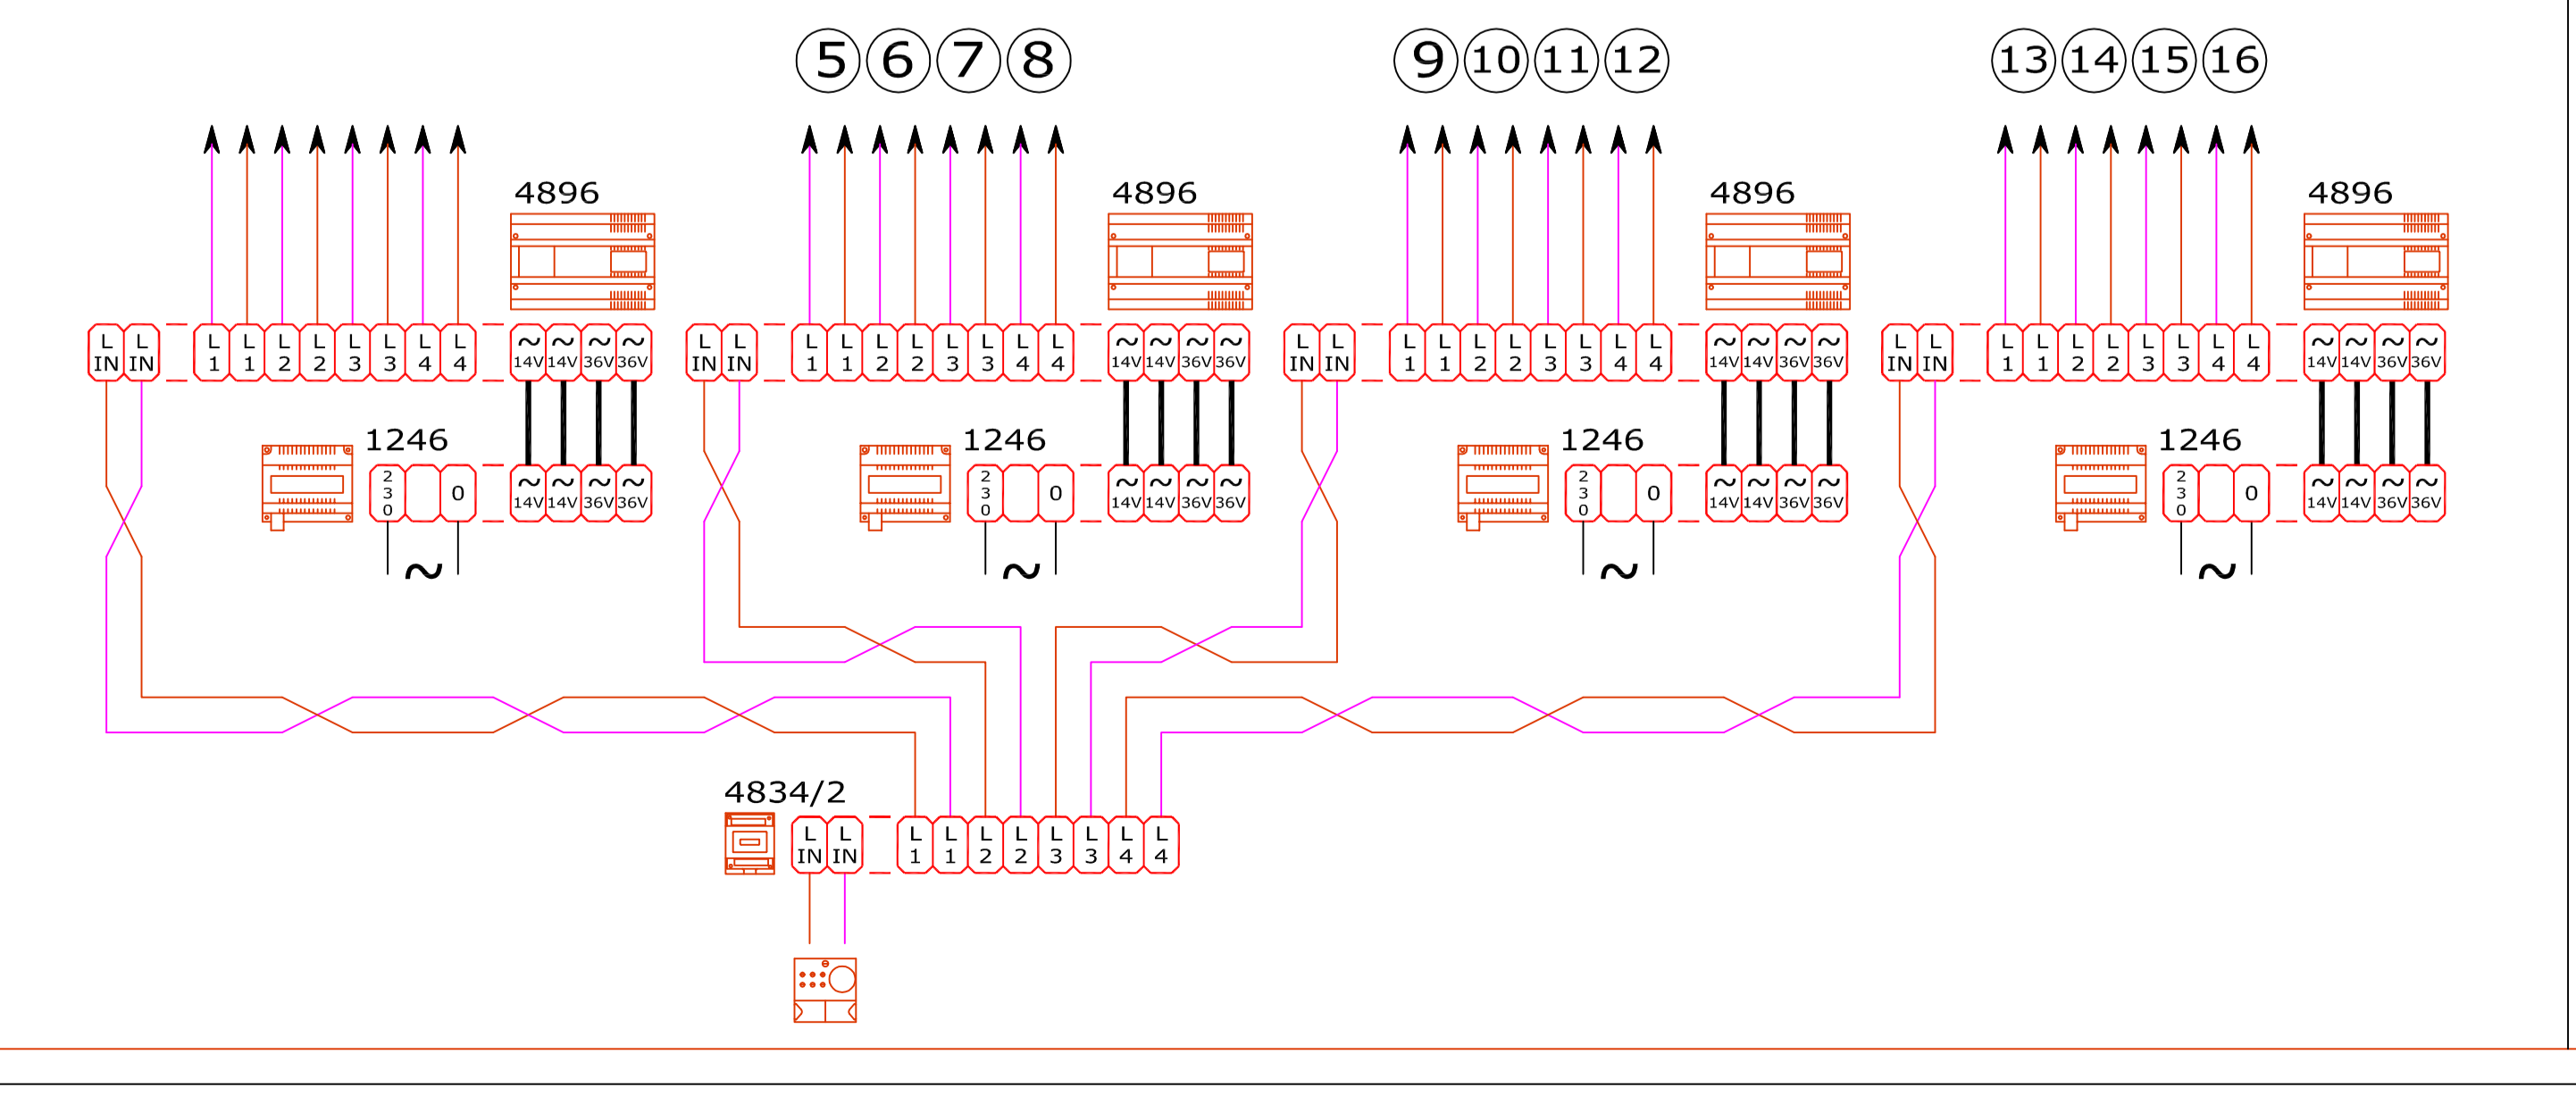 5 6 7 8 9 10 11 12 13 14 15 16
4896 4896 4896 4896
L IN L IN L 1 L 1 L 2 L 2 L 3 L 3 L 4 L 4 ~ 14V ~ 14V ~ 36V ~ 36V
L IN L IN L 1 L 1 L 2 L 2 L 3 L 3 L 4 L 4 ~ 14V ~ 14V ~ 36V ~ 36V
L IN L IN L 1 L 1 L 2 L 2 L 3 L 3 L 4 L 4 ~ 14V ~ 14V ~ 36V ~ 36V
L IN L IN L 1 L 1 L 2 L 2 L 3 L 3 L 4 L 4 ~ 14V ~ 14V ~ 36V ~ 36V
1246 1246 1246 1246
230 0 ~ 14V ~ 14V ~ 36V ~ 36V
230 0 ~ 14V ~ 14V ~ 36V ~ 36V
230 0 ~ 14V ~ 14V ~ 36V ~ 36V
230 0 ~ 14V ~ 14V ~ 36V ~ 36V
~ ~ ~ ~
4834/2
L IN L IN L 1 L 1 L 2 L 2 L 3 L 3 L 4 L 4